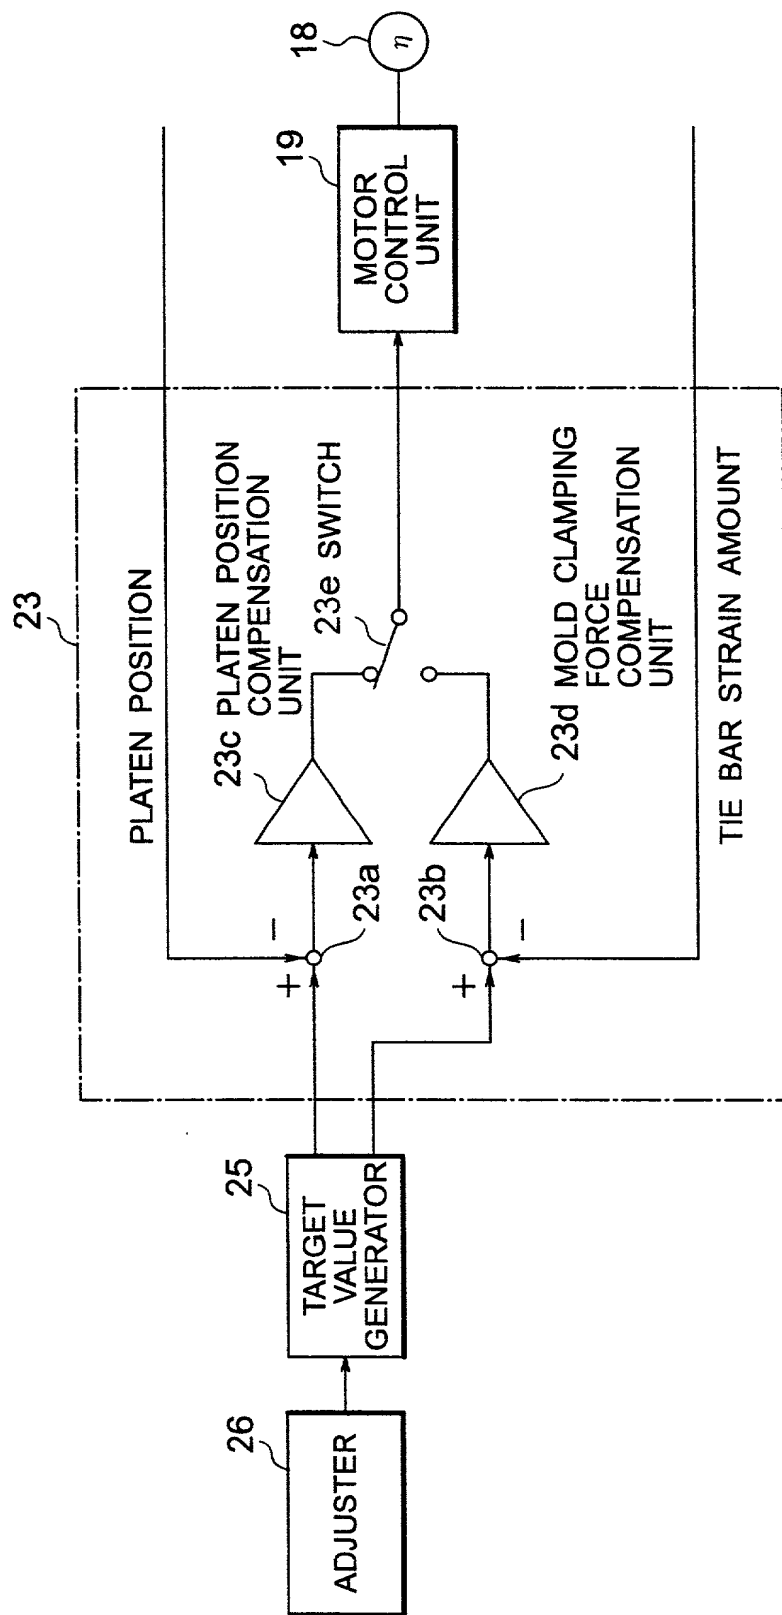 23
PLATEN POSITION
26
ADJUSTER
25
TARGET
VALUE
GENERATOR
+
−
23a
23c PLATEN POSITION
COMPENSATION
UNIT
23e SWITCH
19
MOTOR
CONTROL
UNIT
18
+
−
23b
23d MOLD CLAMPING
FORCE
COMPENSATION
UNIT
TIE BAR STRAIN AMOUNT